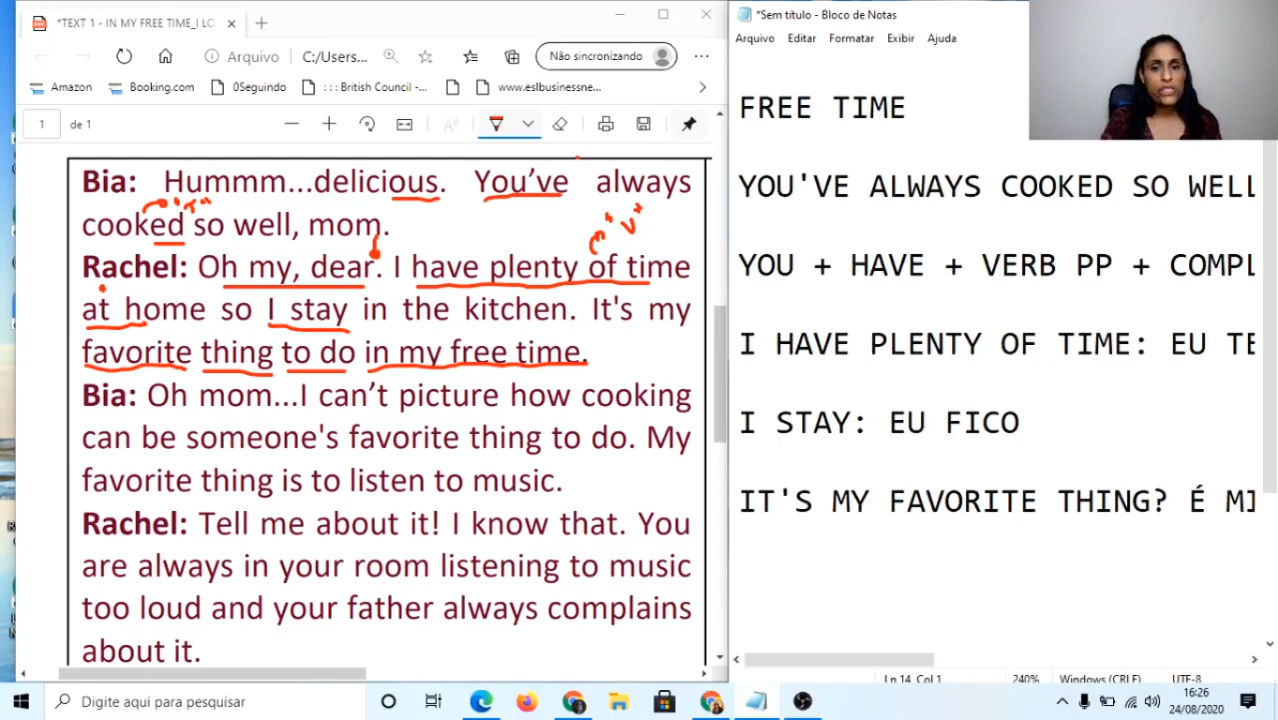 *TEXT 1 - IN MY FREE TIME_I LO
*Sem título - Bloco de Notas
Arquivo C:/Users... Não sincronizando
Arquivo Editar Formatar Exibir Ajuda
Amazon Booking.com 0Seguindo ::: British Council -... www.eslbusinessne...
1 de 1
Bia: Hummm...delicious. You've always
cooked so well, mom.
Rachel: Oh my, dear. I have plenty of time
at home so I stay in the kitchen. It's my
favorite thing to do in my free time.
Bia: Oh mom...I can't picture how cooking
can be someone's favorite thing to do. My
favorite thing is to listen to music.
Rachel: Tell me about it! I know that. You
are always in your room listening to music
too loud and your father always complains
about it.
"T"
"V"
FREE TIME
YOU'VE ALWAYS COOKED SO WELL
YOU + HAVE + VERB PP + COMPL
I HAVE PLENTY OF TIME: EU TE
I STAY: EU FICO
IT'S MY FAVORITE THING? É MI
Ln 14, Col 1 240% Windows (CRLF) UTF-8
Digite aqui para pesquisar
16:26
24/08/2020